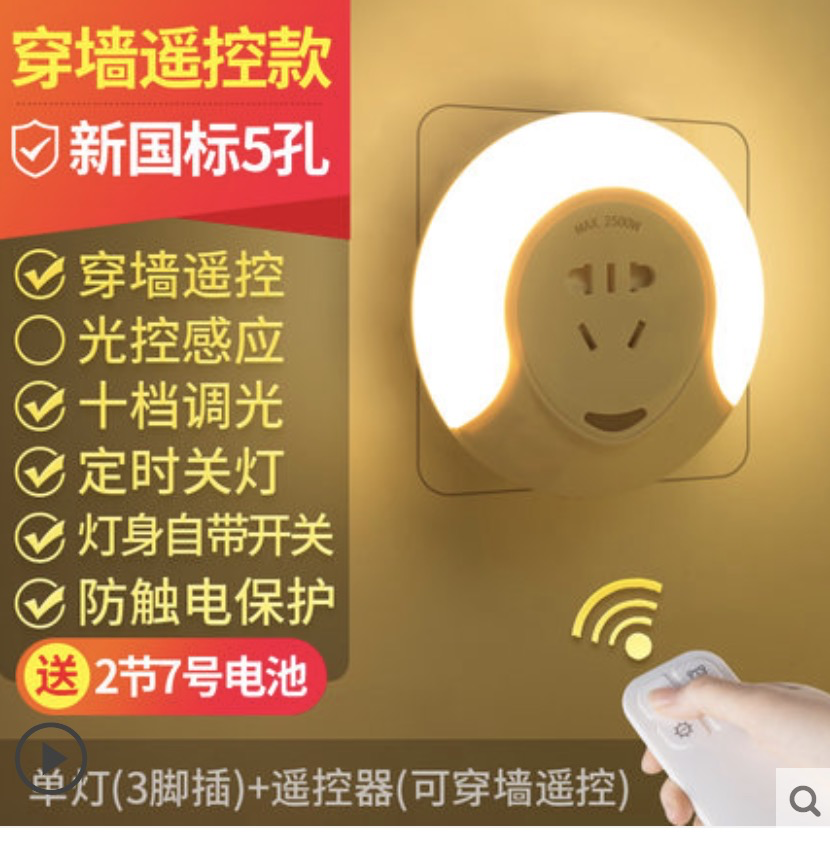 穿墙遥控款
新国标5孔
穿墙遥控
光控感应
十档调光
定时关灯
灯身自带开关
防触电保护
送 2节7号电池
MAX. 2500W
单灯(3脚插)+遥控器(可穿墙遥控)